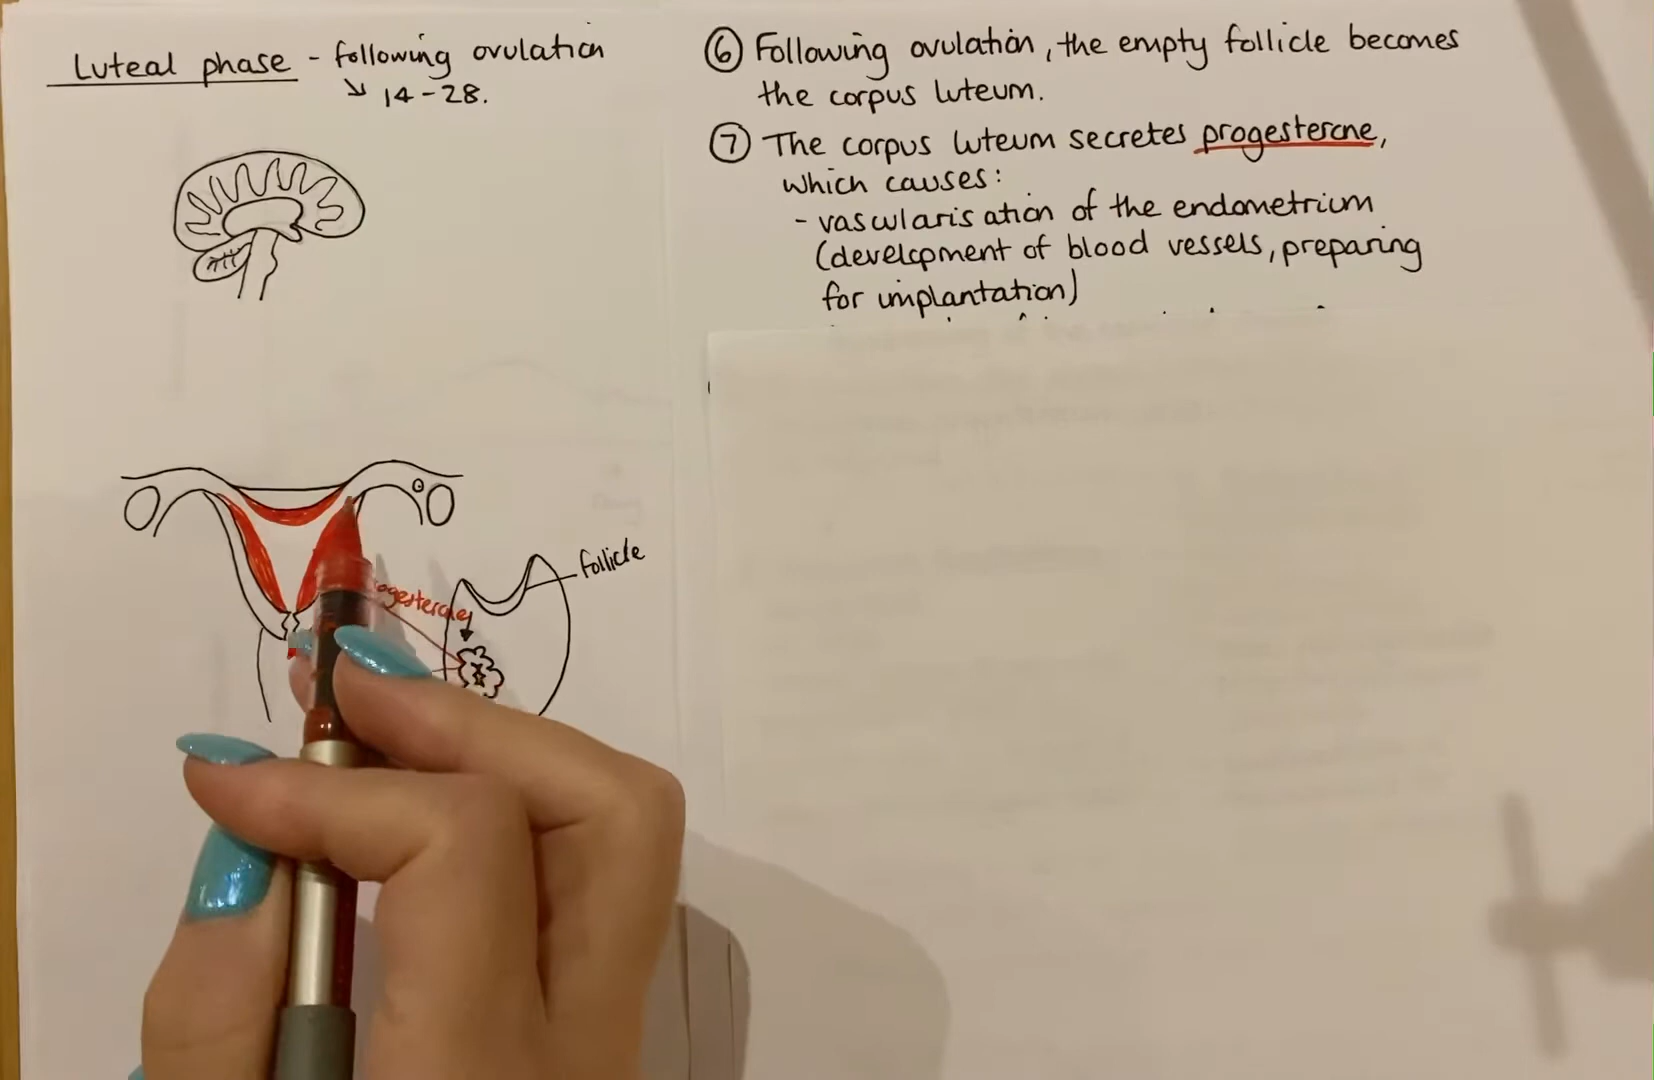 Luteal phase - following ovulation
↘ 14-28.
⑥ Following ovulation, the empty follicle becomes
the corpus luteum.
⑦ The corpus luteum secretes progesterone,
which causes:
- vascularisation of the endometrium
(development of blood vessels, preparing
for implantation)
follicle